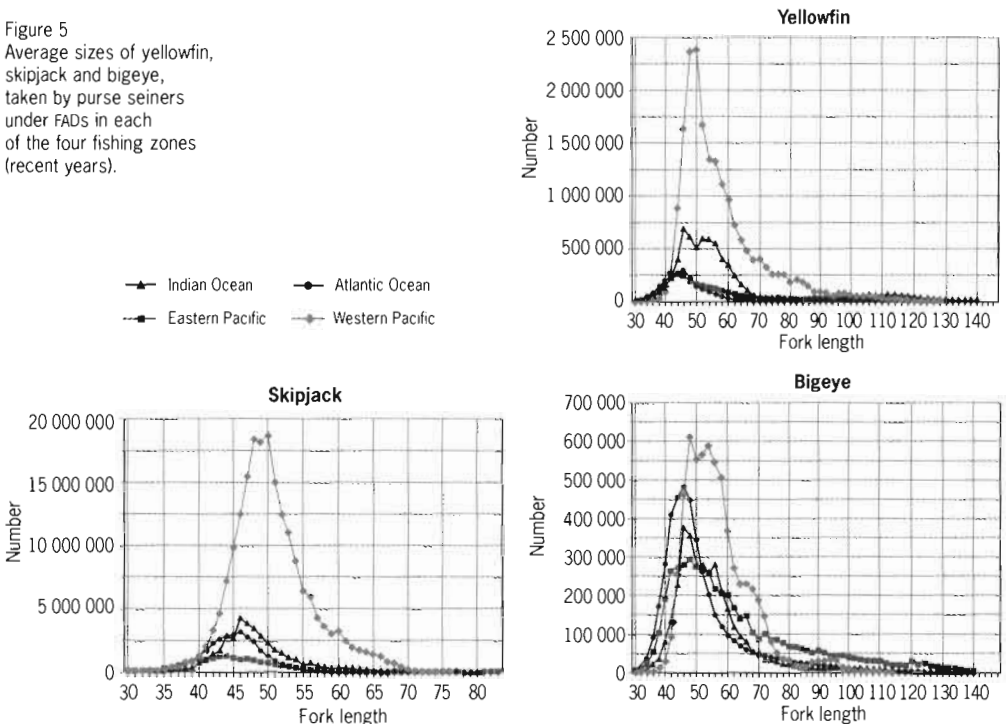 Figure 5
Average sizes of yellowfin,
skipjack and bigeye,
taken by purse seiners
under FADs in each
of the four fishing zones
(recent years).
Indian Ocean
Atlantic Ocean
Eastern Pacific
Western Pacific
Yellowfin
2 500 000
2 000 000
1 500 000
1 000 000
500 000
0
Number
30 40 50 60 70 80 90 100 110 120 130 140
Fork length
Skipjack
20 000 000
15 000 000
10 000 000
5 000 000
0
Number
30 35 40 45 50 55 60 65 70 75 80
Fork length
Bigeye
700 000
600 000
500 000
400 000
300 000
200 000
100 000
0
Number
30 40 50 60 70 80 90 100 110 120 130 140
Fork length